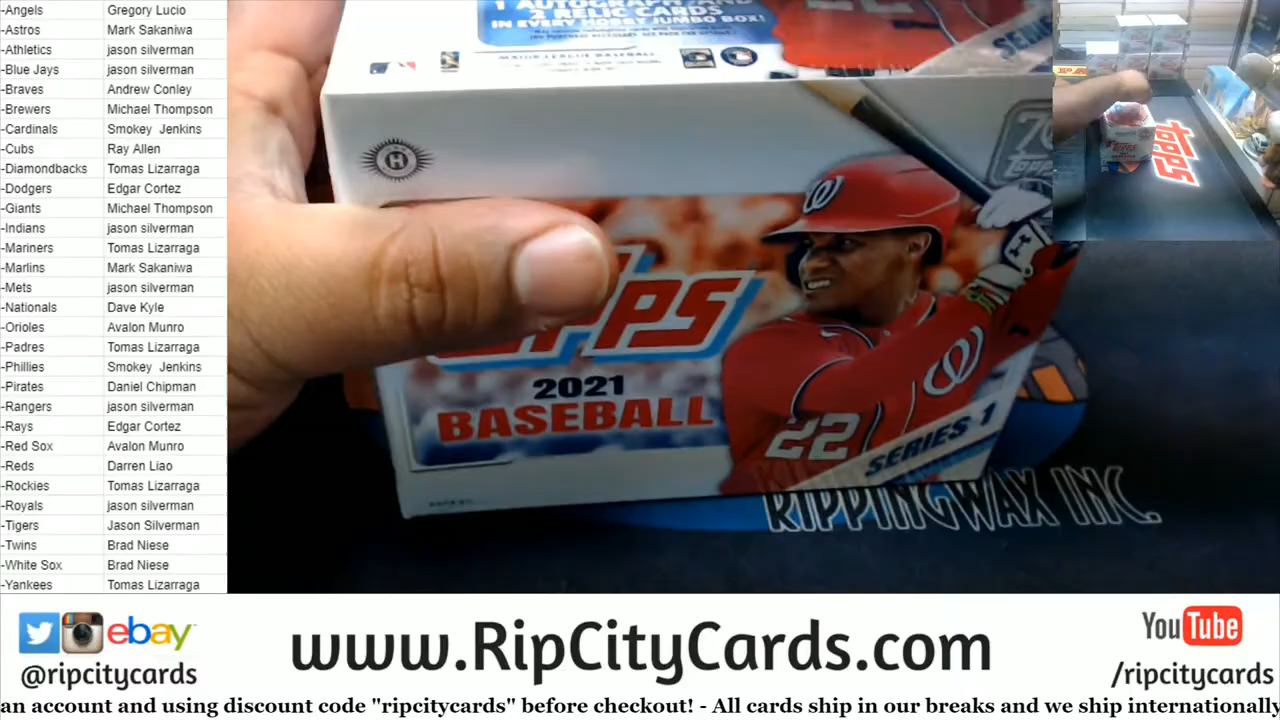 -Angels Gregory Lucio
Mark Sakaniwa
-Athletics jason silverman
-Blue Jays jason silverman
-Braves Andrew Conley
-Brewers Michael Thompson
-Cardinals Smokey Jenkins
-Cubs Ray Allen
-Diamondbacks Tomas Lizarraga
-Dodgers Edgar Cortez
-Giants Michael Thompson
-Indians jason silverman
-Mariners Tomas Lizarraga
-Marlins Mark Sakaniwa
-Mets jason silverman
-Nationals Dave Kyle
-Orioles Avalon Munro
-Padres Tomas Lizarraga
-Phillies Smokey Jenkins
-Pirates Daniel Chipman
-Rangers jason silverman
-Rays Edgar Cortez
-Red Sox Avalon Munro
-Reds Darren Liao
-Rockies Tomas Lizarraga
-Royals jason silverman
-Tigers Jason Silverman
-Twins Brad Niese
-White Sox Brad Niese
-Yankees Tomas Lizarraga
1 AUTOGRAPH AND
2 RELIC CARDS
IN EVERY HOBBY JUMBO BOX!
MAJOR LEAGUE BASEBALL
H
70
Topps
W
TOPPS
2021
BASEBALL
W
22
SERIES 1
RIPPINGWAX INC.
topps
ebay
@ripcitycards
www.RipCityCards.com
YouTube
/ripcitycards
an account and using discount code "ripcitycards" before checkout! - All cards ship in our breaks and we ship internationally